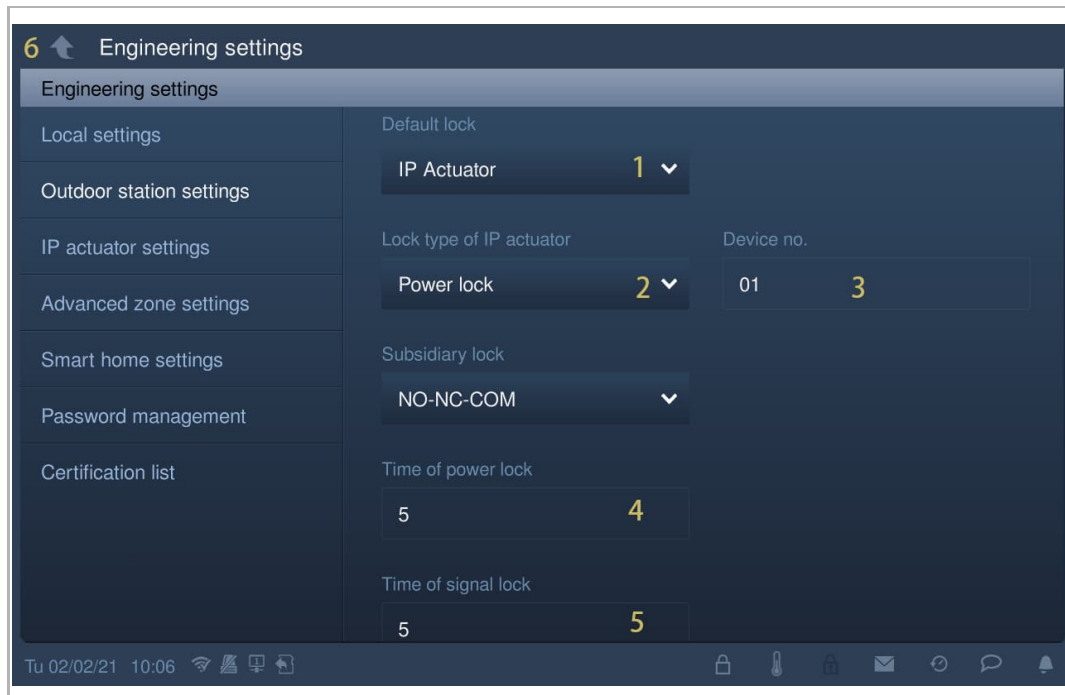 6 Engineering settings
Engineering settings
Local settings
Outdoor station settings
IP actuator settings
Advanced zone settings
Smart home settings
Password management
Certification list
Default lock
IP Actuator 1
Lock type of IP actuator Device no.
Power lock 2 01 3
Subsidiary lock
NO-NC-COM
Time of power lock
5 4
Time of signal lock
5 5
Tu 02/02/21 10:06